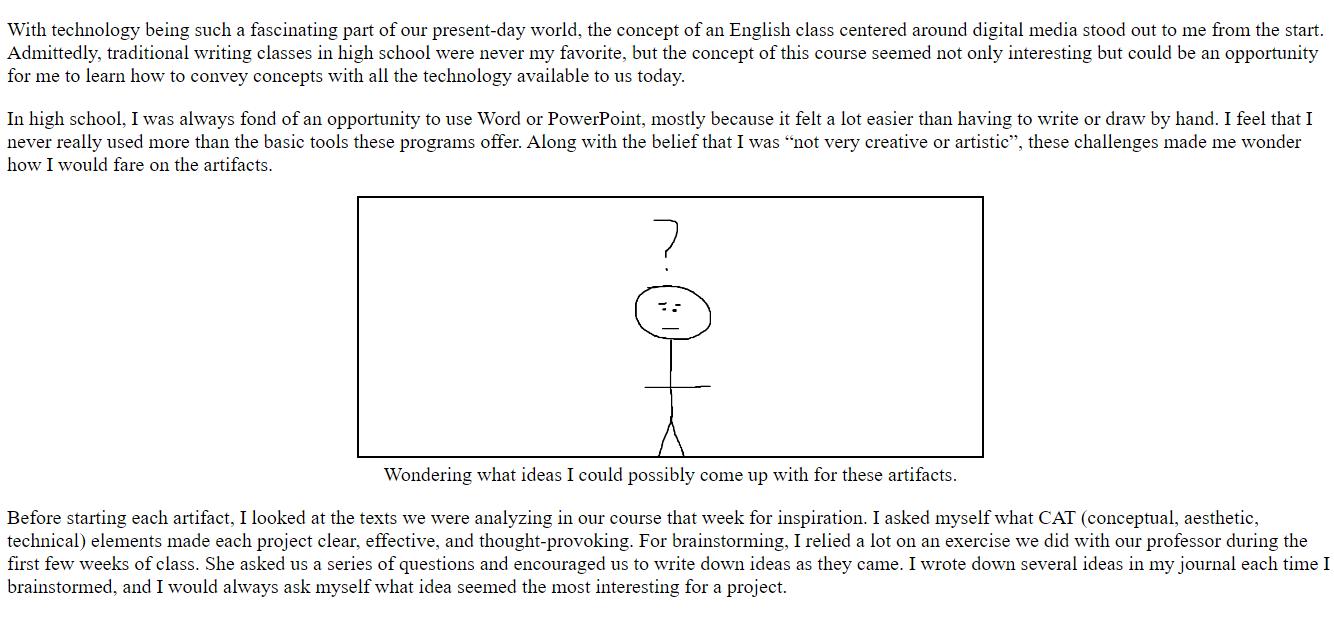 With technology being such a fascinating part of our present-day world, the concept of an English class centered around digital media stood out to me from the start.
Admittedly, traditional writing classes in high school were never my favorite, but the concept of this course seemed not only interesting but could be an opportunity
for me to learn how to convey concepts with all the technology available to us today.
In high school, I was always fond of an opportunity to use Word or PowerPoint, mostly because it felt a lot easier than having to write or draw by hand. I feel that I
never really used more than the basic tools these programs offer. Along with the belief that I was “not very creative or artistic”, these challenges made me wonder
how I would fare on the artifacts.
?
Wondering what ideas I could possibly come up with for these artifacts.
Before starting each artifact, I looked at the texts we were analyzing in our course that week for inspiration. I asked myself what CAT (conceptual, aesthetic,
technical) elements made each project clear, effective, and thought-provoking. For brainstorming, I relied a lot on an exercise we did with our professor during the
first few weeks of class. She asked us a series of questions and encouraged us to write down ideas as they came. I wrote down several ideas in my journal each time I
brainstormed, and I would always ask myself what idea seemed the most interesting for a project.